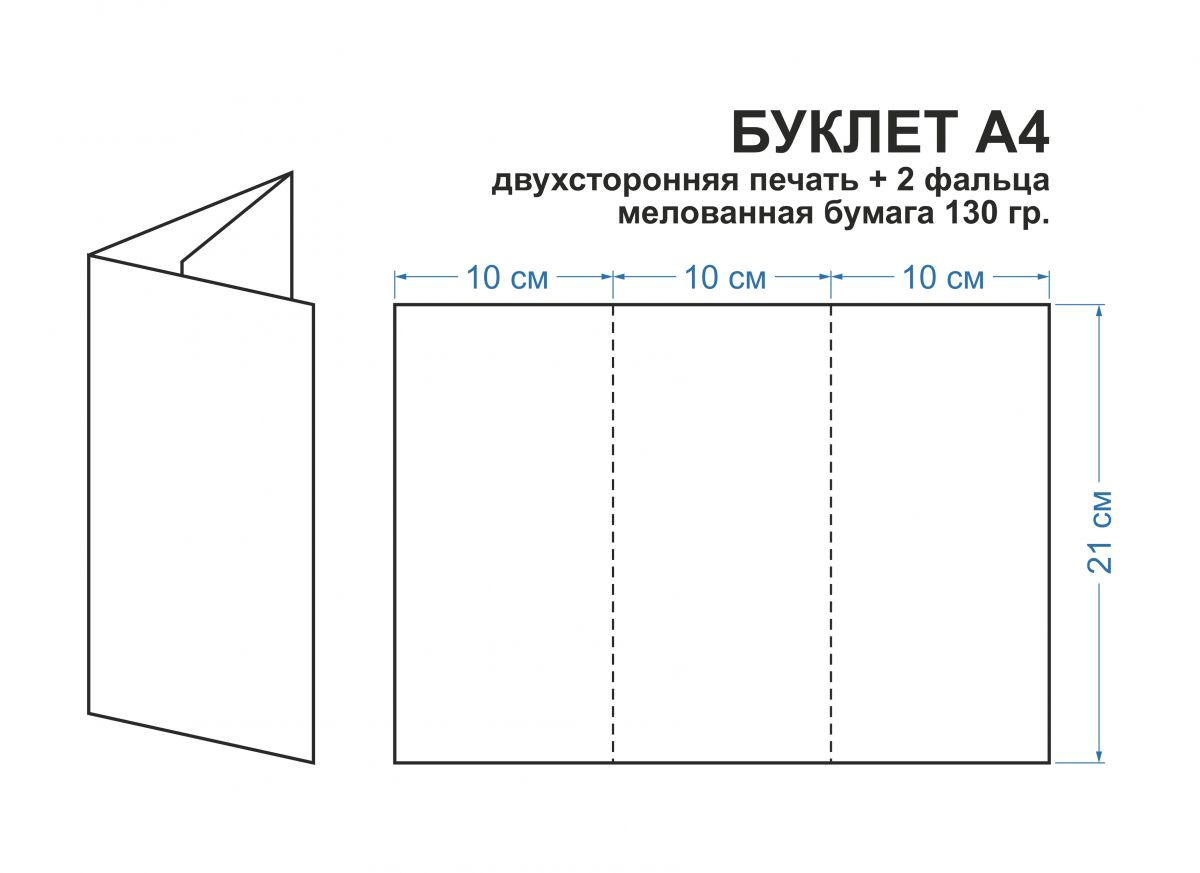 БУКЛЕТ А4
двухсторонняя печать + 2 фальца
мелованная бумага 130 гр.
10 см 10 см 10 см
21 см